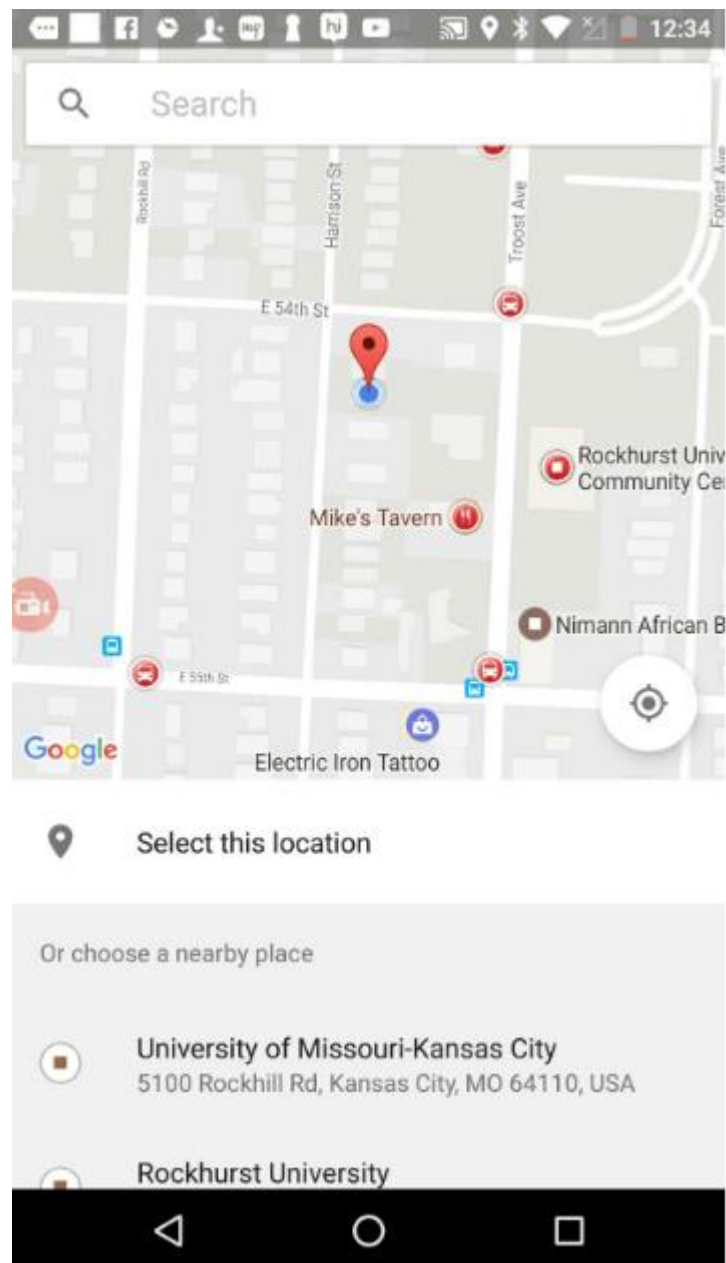 hi
12:34
Search
Rockhill Rd
Harrison St
Troost Ave
Forest Ave
E 54th St
Rockhurst Univ
Community Ce
Mike's Tavern
Nimann African B
E 55th St
Google
Electric Iron Tattoo
Select this location
Or choose a nearby place
University of Missouri-Kansas City
5100 Rockhill Rd, Kansas City, MO 64110, USA
Rockhurst University